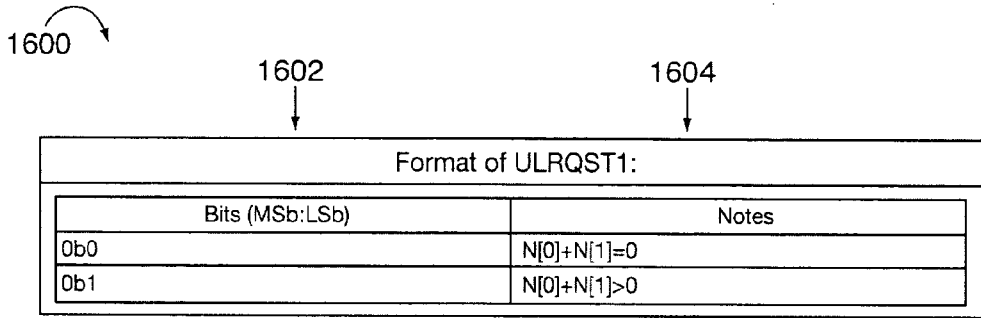 1600
1602 1604
Format of ULRQST1:
Bits (MSb:LSb) Notes
0b0 N[0]+N[1]=0
0b1 N[0]+N[1]>0